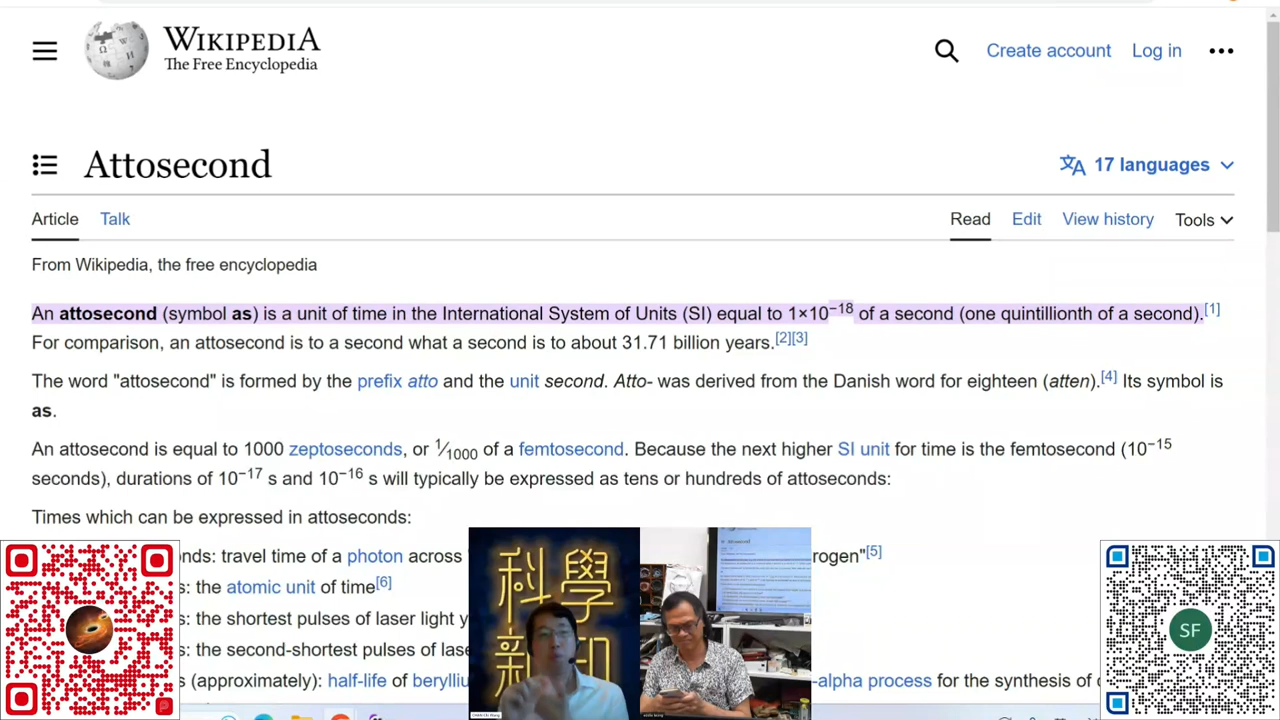 WIKIPEDIA
The Free Encyclopedia
Create account Log in
Attosecond
17 languages
Article Talk Read Edit View history Tools
From Wikipedia, the free encyclopedia
An attosecond (symbol as) is a unit of time in the International System of Units (SI) equal to 1×10−18 of a second (one quintillionth of a second).[1]
For comparison, an attosecond is to a second what a second is to about 31.71 billion years.[2][3]
The word "attosecond" is formed by the prefix atto and the unit second. Atto- was derived from the Danish word for eighteen (atten).[4] Its symbol is
as.
An attosecond is equal to 1000 zeptoseconds, or 1⁄1000 of a femtosecond. Because the next higher SI unit for time is the femtosecond (10−15
seconds), durations of 10−17 s and 10−16 s will typically be expressed as tens or hundreds of attoseconds:
Times which can be expressed in attoseconds:
nds: travel time of a photon across rogen"[5]
s: the atomic unit of time[6]
s: the shortest pulses of laser light y
s: the second-shortest pulses of lase
s (approximately): half-life of berylliu -alpha process for the synthesis of c
科學
新知
SF